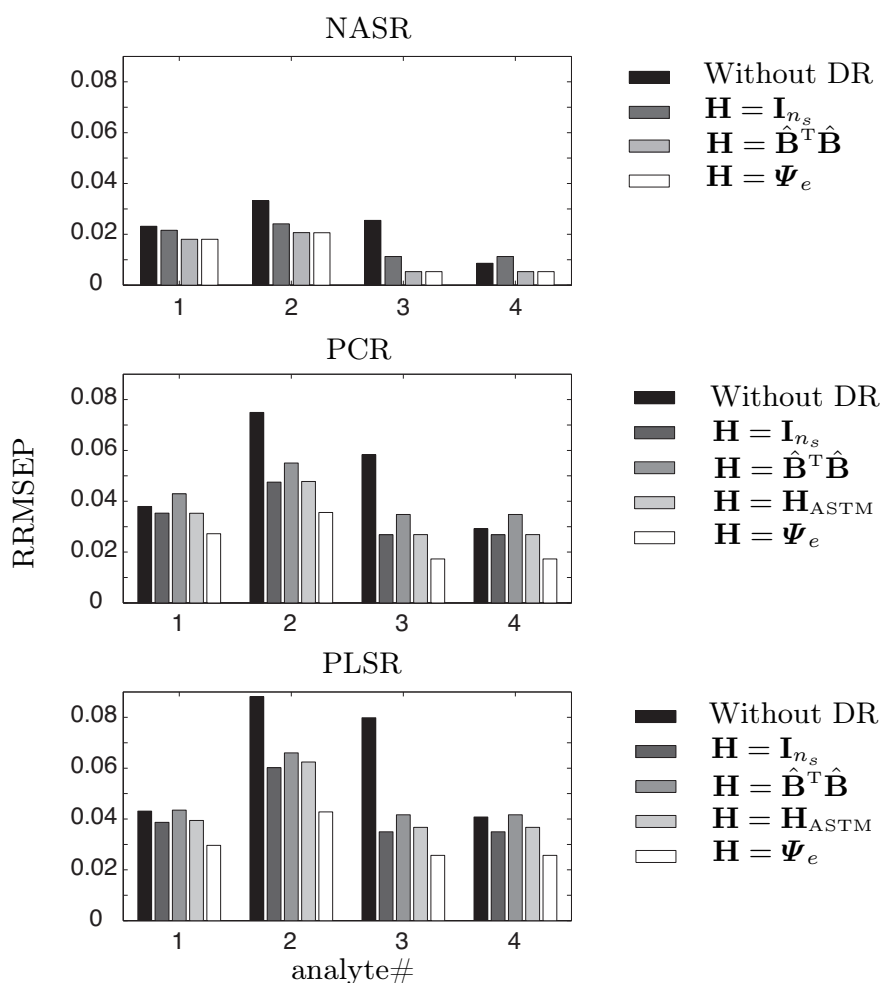 NASR
0.08
0.06
0.04
0.02
0
1 2 3 4
Without DR
H = I_{n_s}
H = B̂^T B̂
H = Ψ_e
RRMSEP
PCR
0.08
0.06
0.04
0.02
0
1 2 3 4
Without DR
H = I_{n_s}
H = B̂^T B̂
H = H_ASTM
H = Ψ_e
PLSR
0.08
0.06
0.04
0.02
0
1 2 3 4
analyte#
Without DR
H = I_{n_s}
H = B̂^T B̂
H = H_ASTM
H = Ψ_e